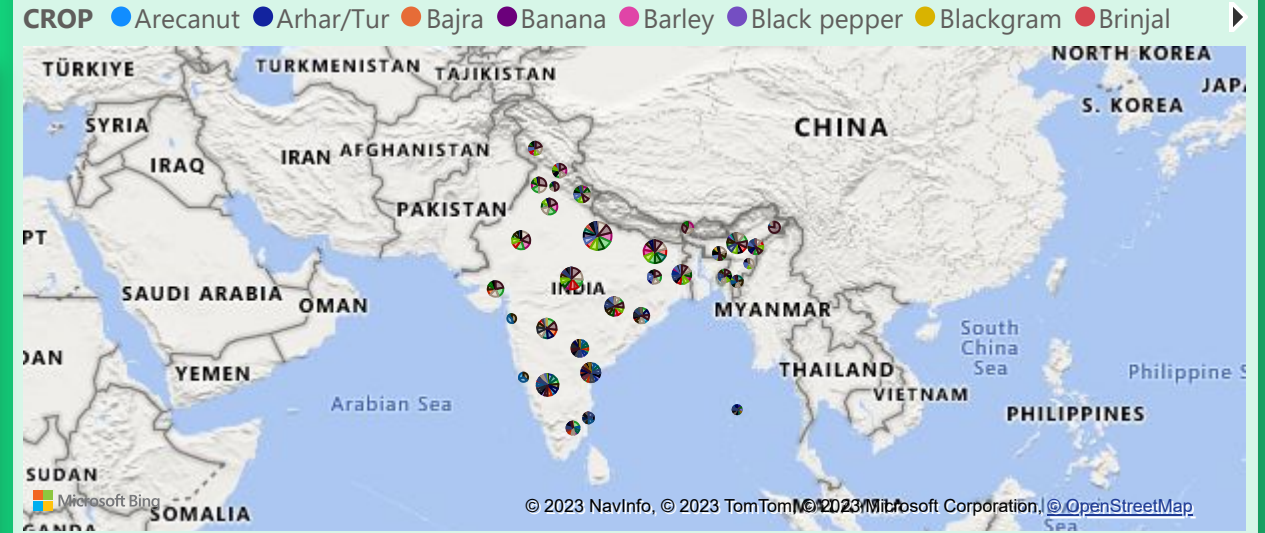 CROP Arecanut Arhar/Tur Bajra Banana Barley Black pepper Blackgram Brinjal
NORTH KOREA
TÜRKIYE
TURKMENISTAN
TAJIKISTAN
JAPA
S. KOREA
SYRIA
CHINA
IRAQ
IRAN
AFGHANISTAN
PAKISTAN
PT
SAUDI ARABIA
OMAN
INDIA
MYANMAR
South
China
Sea
DAN
YEMEN
THAILAND
Philippine S
VIETNAM
Arabian Sea
PHILIPPINES
SUDAN
Microsoft Bing
SOMALIA
© 2023 NavInfo, © 2023 TomTom, © 2023 Microsoft Corporation, © OpenStreetMap
Sea